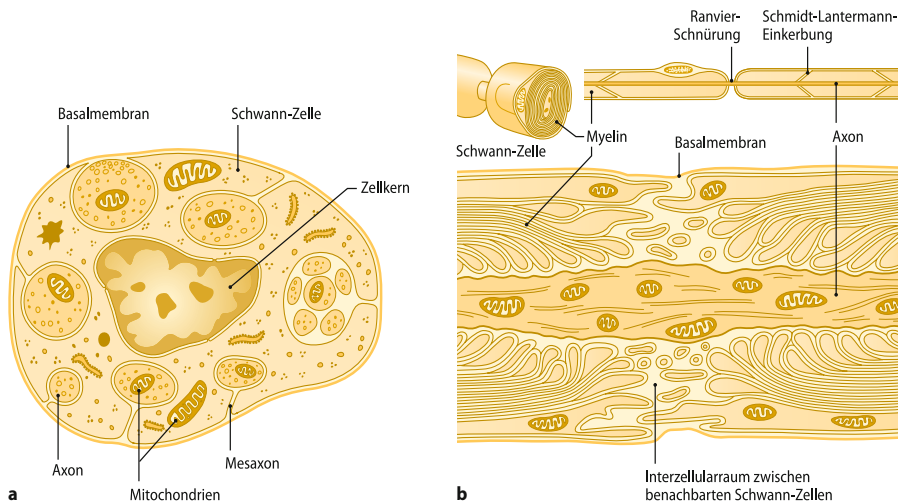 Basalmembran
Schwann-Zelle
Zellkern
Axon
Mitochondrien
Mesaxon
a
Ranvier-
Schnürung
Schmidt-Lantermann-
Einkerbung
Schwann-Zelle
Myelin
Basalmembran
Axon
Interzellularraum zwischen
benachbarten Schwann-Zellen
b